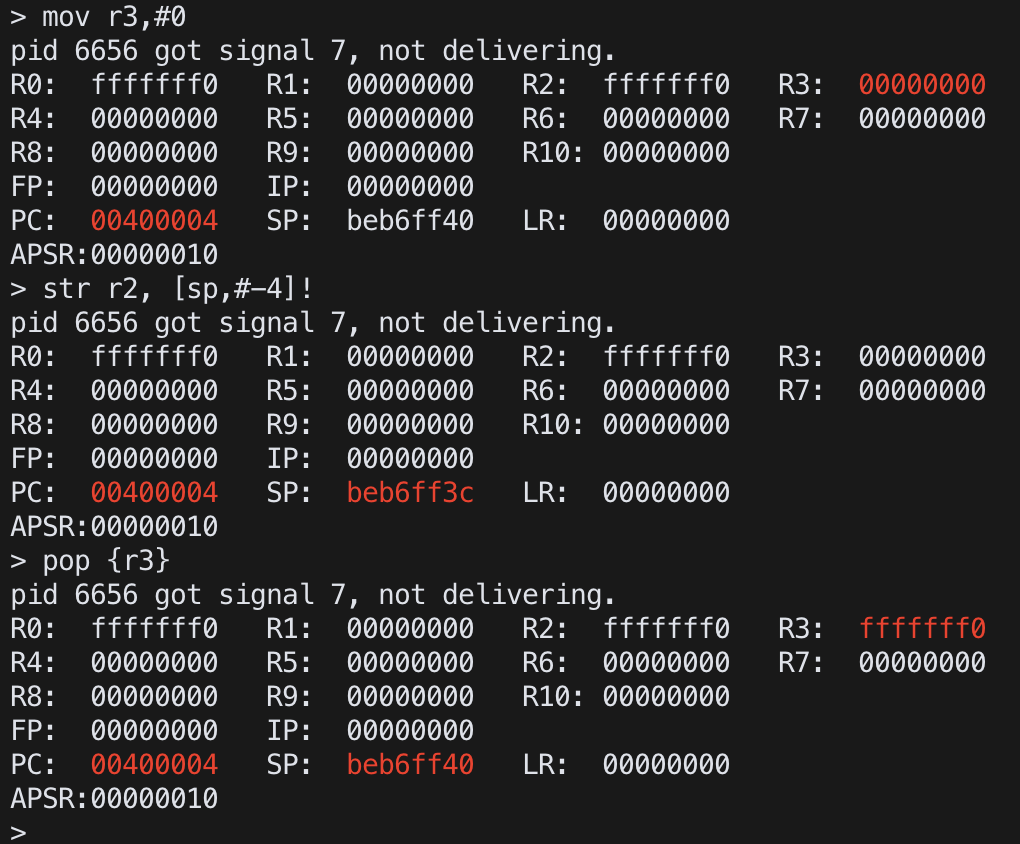 > mov r3,#0
pid 6656 got signal 7, not delivering.
R0:  fffffff0   R1:  00000000   R2:  fffffff0   R3:  00000000
R4:  00000000   R5:  00000000   R6:  00000000   R7:  00000000
R8:  00000000   R9:  00000000   R10: 00000000
FP:  00000000   IP:  00000000
PC:  00400004   SP:  beb6ff40   LR:  00000000
APSR:00000010
> str r2, [sp,#-4]!
pid 6656 got signal 7, not delivering.
R0:  fffffff0   R1:  00000000   R2:  fffffff0   R3:  00000000
R4:  00000000   R5:  00000000   R6:  00000000   R7:  00000000
R8:  00000000   R9:  00000000   R10: 00000000
FP:  00000000   IP:  00000000
PC:  00400004   SP:  beb6ff3c   LR:  00000000
APSR:00000010
> pop {r3}
pid 6656 got signal 7, not delivering.
R0:  fffffff0   R1:  00000000   R2:  fffffff0   R3:  fffffff0
R4:  00000000   R5:  00000000   R6:  00000000   R7:  00000000
R8:  00000000   R9:  00000000   R10: 00000000
FP:  00000000   IP:  00000000
PC:  00400004   SP:  beb6ff40   LR:  00000000
APSR:00000010
>